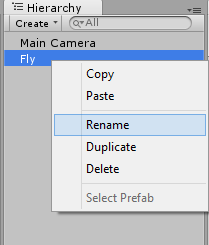 Hierarchy
Create All
Main Camera
Fly
Copy
Paste
Rename
Duplicate
Delete
Select Prefab